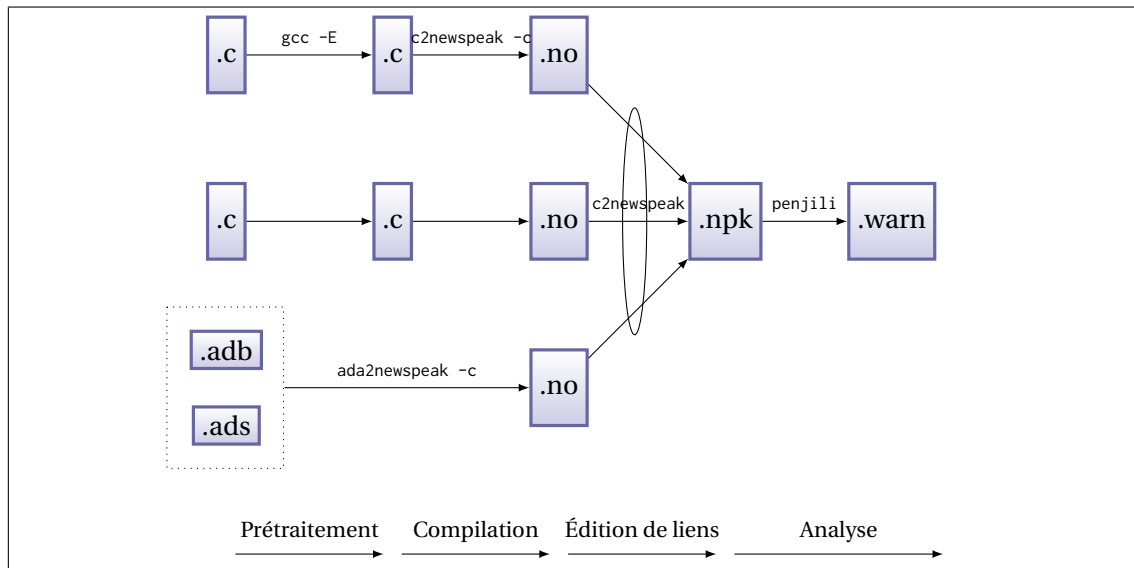 .c gcc -E .c c2newspeak -c .no
.c .c .no c2newspeak .npk penjili .warn
.adb
ada2newspeak -c .no
.ads
Prétraitement Compilation Édition de liens Analyse